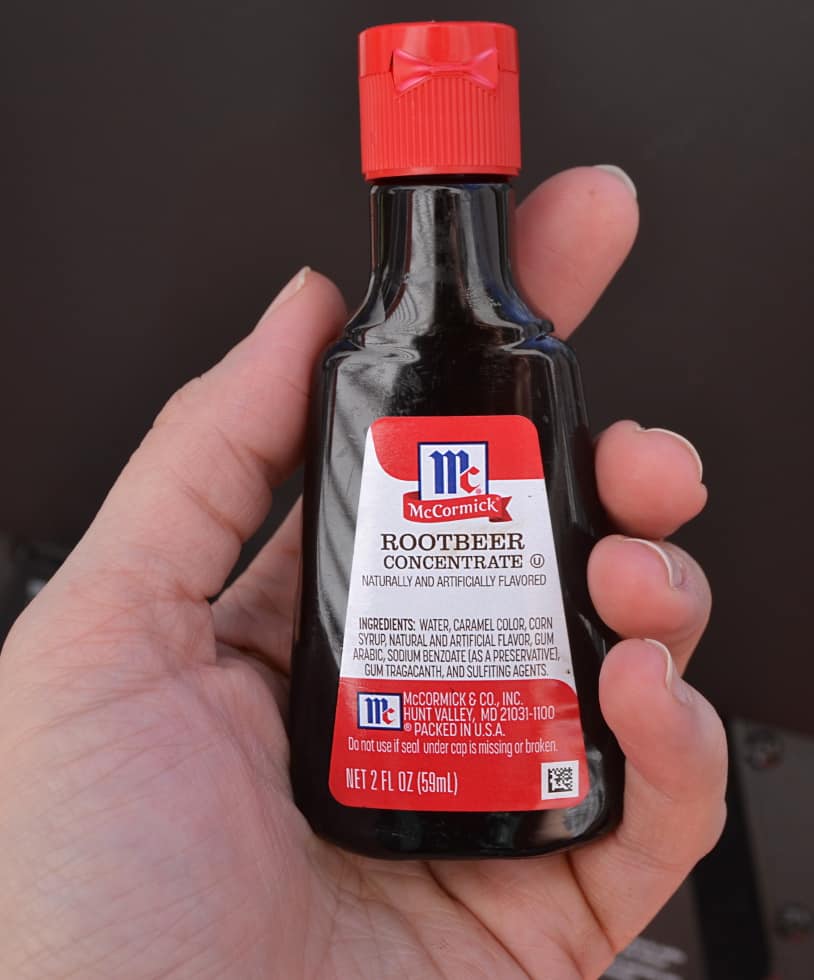 Mc
McCormick®
ROOTBEER
CONCENTRATE Ⓤ
NATURALLY AND ARTIFICIALLY FLAVORED
INGREDIENTS: WATER, CARAMEL COLOR, CORN
SYRUP, NATURAL AND ARTIFICIAL FLAVOR, GUM
ARABIC, SODIUM BENZOATE (AS A PRESERVATIVE),
GUM TRAGACANTH, AND SULFITING AGENTS.
Mc McCORMICK & CO., INC.
HUNT VALLEY, MD 21031-1100
® PACKED IN U.S.A.
Do not use if seal under cap is missing or broken.
NET 2 FL OZ (59mL)